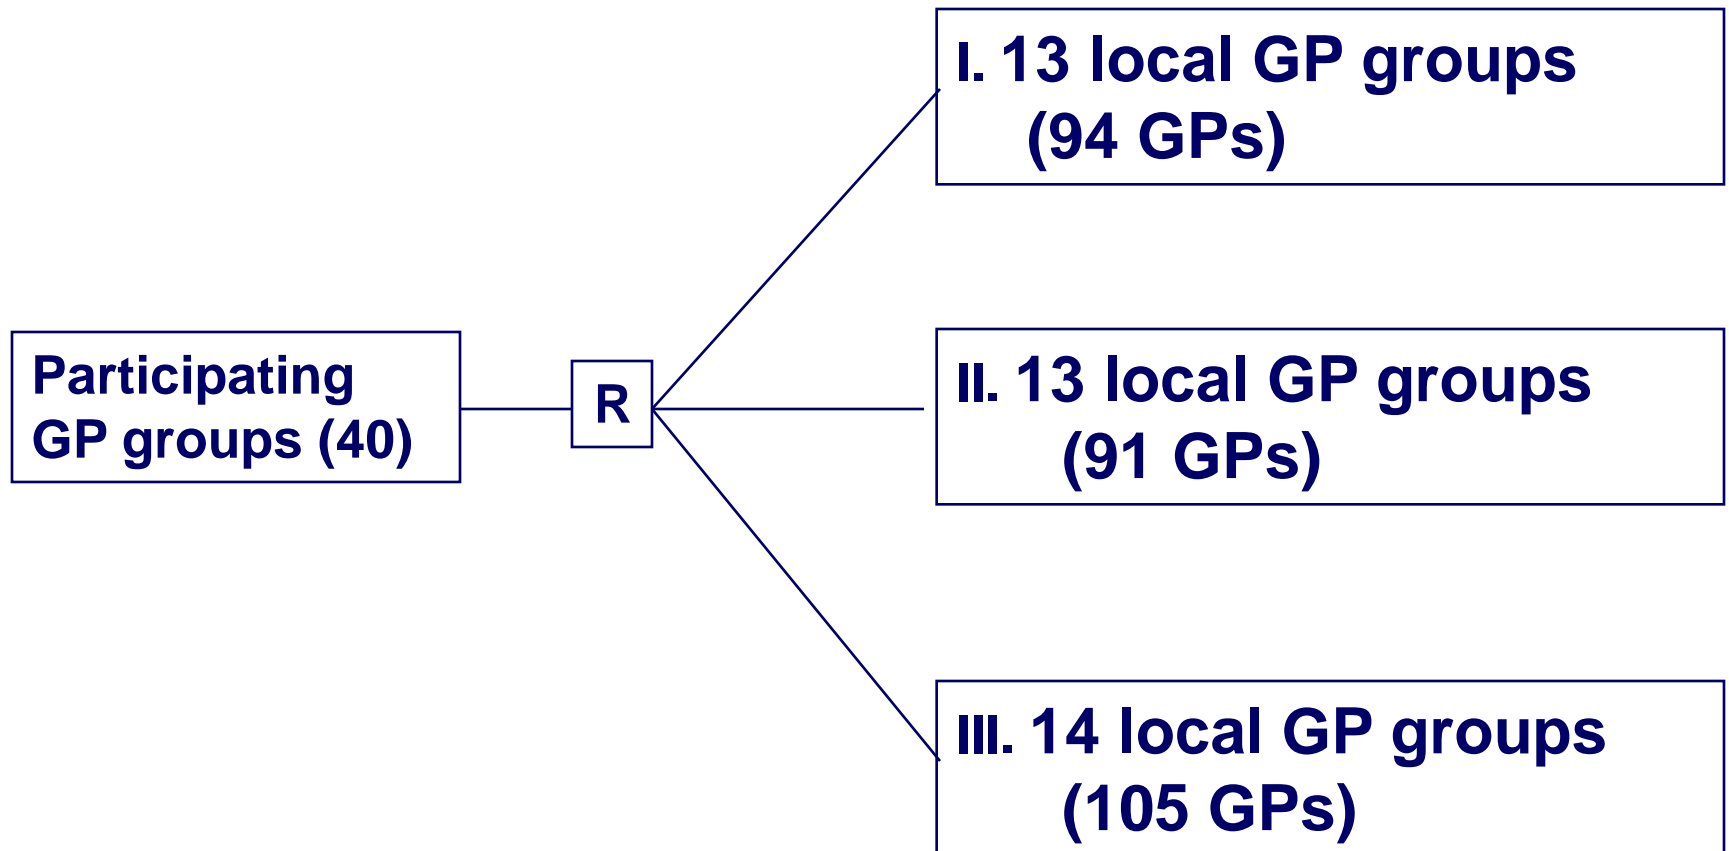 I. 13 local GP groups
(94 GPs)
Participating
GP groups (40)
R
II. 13 local GP groups
(91 GPs)
III. 14 local GP groups
(105 GPs)